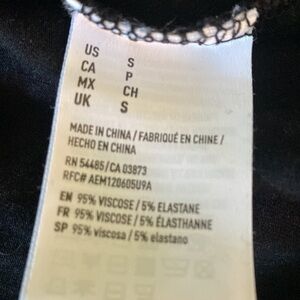 US S
CA P
MX CH
UK S
MADE IN CHINA / FABRIQUÉ EN CHINE /
HECHO EN CHINA
RN 54485/CA 03873
RFC# AEM120605U9A
EN 95% VISCOSE / 5% ELASTANE
FR 95% VISCOSE / 5% ÉLASTHANNE
SP 95% viscosa / 5% elastano